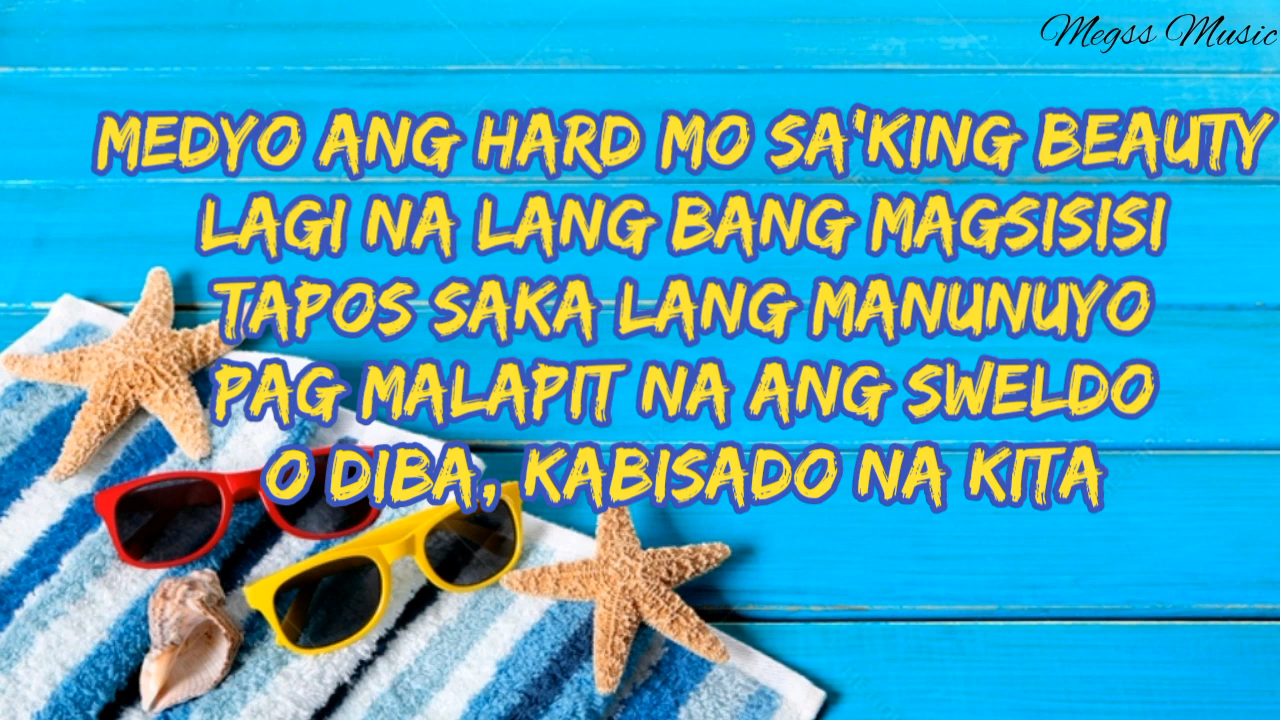 Megss Music
MEDYO ANG HARD MO SA'KING BEAUTY
LAGI NA LANG BANG MAGSISISI
TAPOS SAKA LANG MANUNUYO
PAG MALAPIT NA ANG SWELDO
O DIBA, KABISADO NA KITA